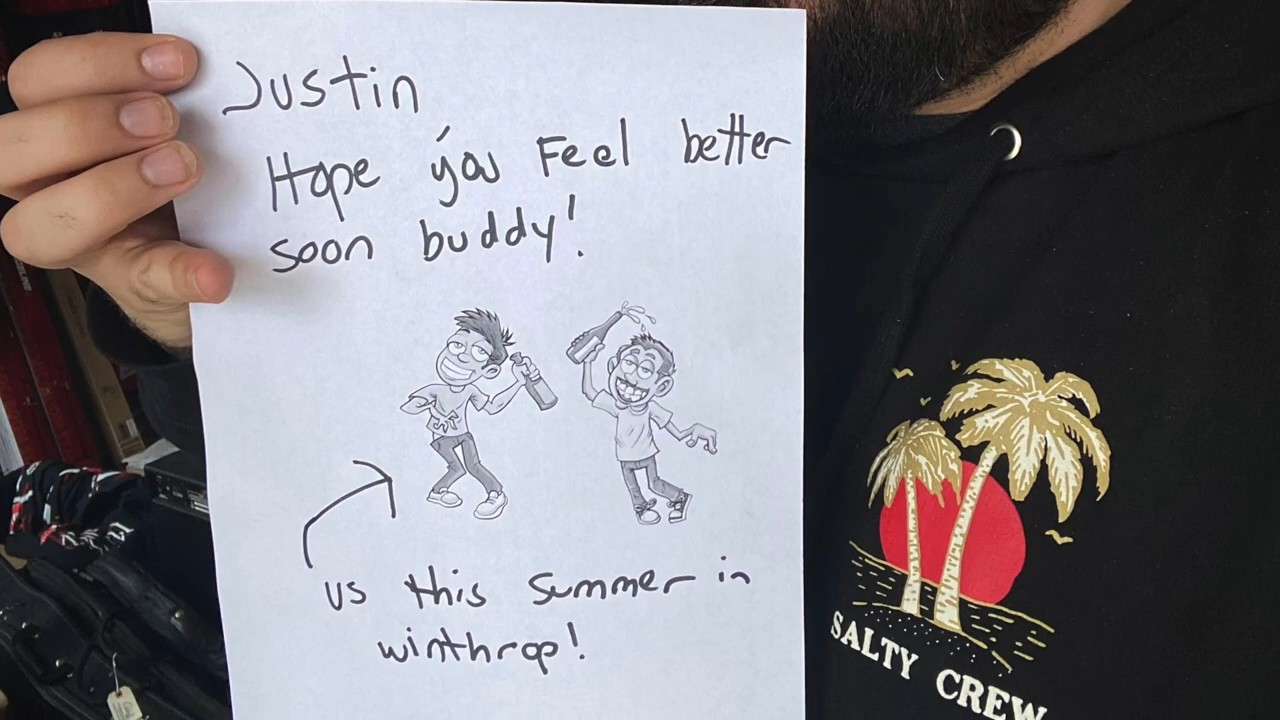 Justin
Hope you Feel better
soon buddy!
us this summer in
winthrop!
SALTY CREW